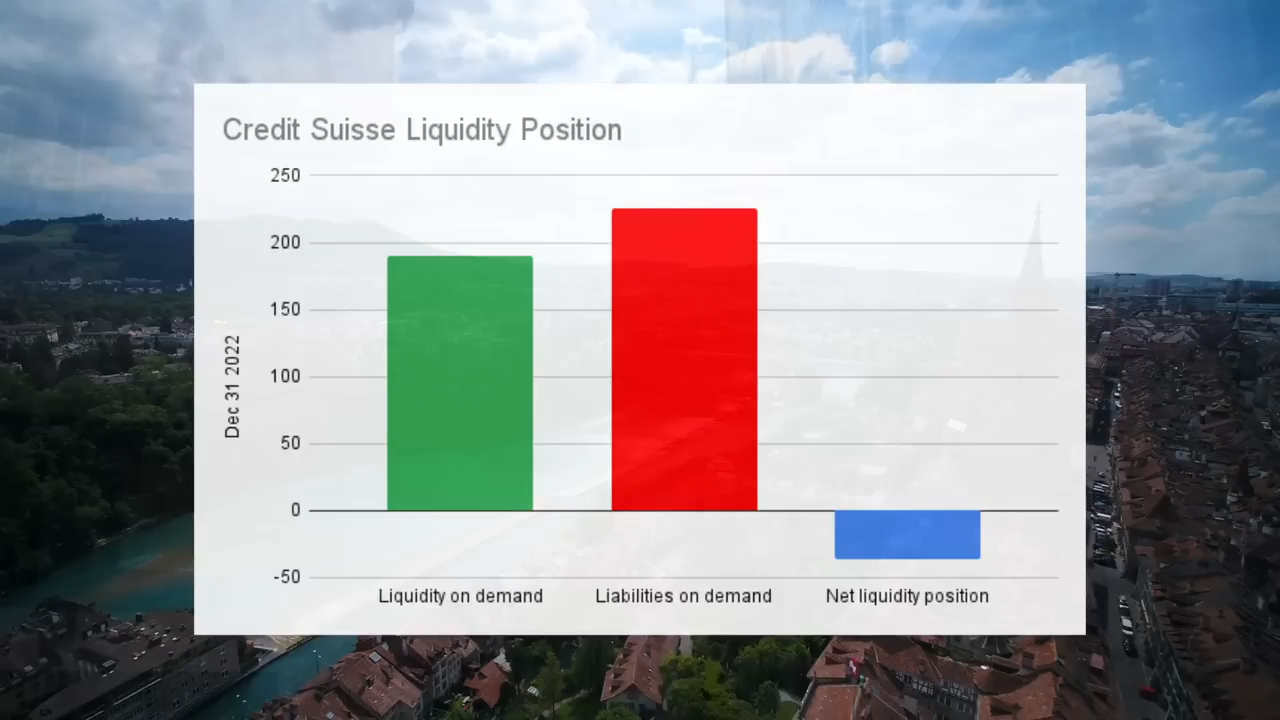 Credit Suisse Liquidity Position
250
200
150
100
50
0
-50
Dec 31 2022
Liquidity on demand
Liabilities on demand
Net liquidity position